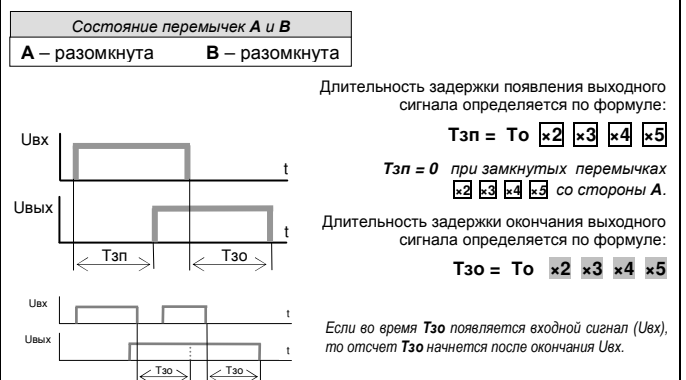 Состояние перемычек А и В
А – разомкнута В – разомкнута
Длительность задержки появления выходного
сигнала определяется по формуле:
Тзп = То ×2 ×3 ×4 ×5
Тзп = 0 при замкнутых перемычках
×2 ×3 ×4 ×5 со стороны А.
Длительность задержки окончания выходного
сигнала определяется по формуле:
Тзо = То ×2 ×3 ×4 ×5
Uвх
t
Uвых
t
Тзп Тзо
Uвх
t
Uвых
t
Тзо Тзо
Если во время Тзо появляется входной сигнал (Uвх),
то отсчет Тзо начнется после окончания Uвх.